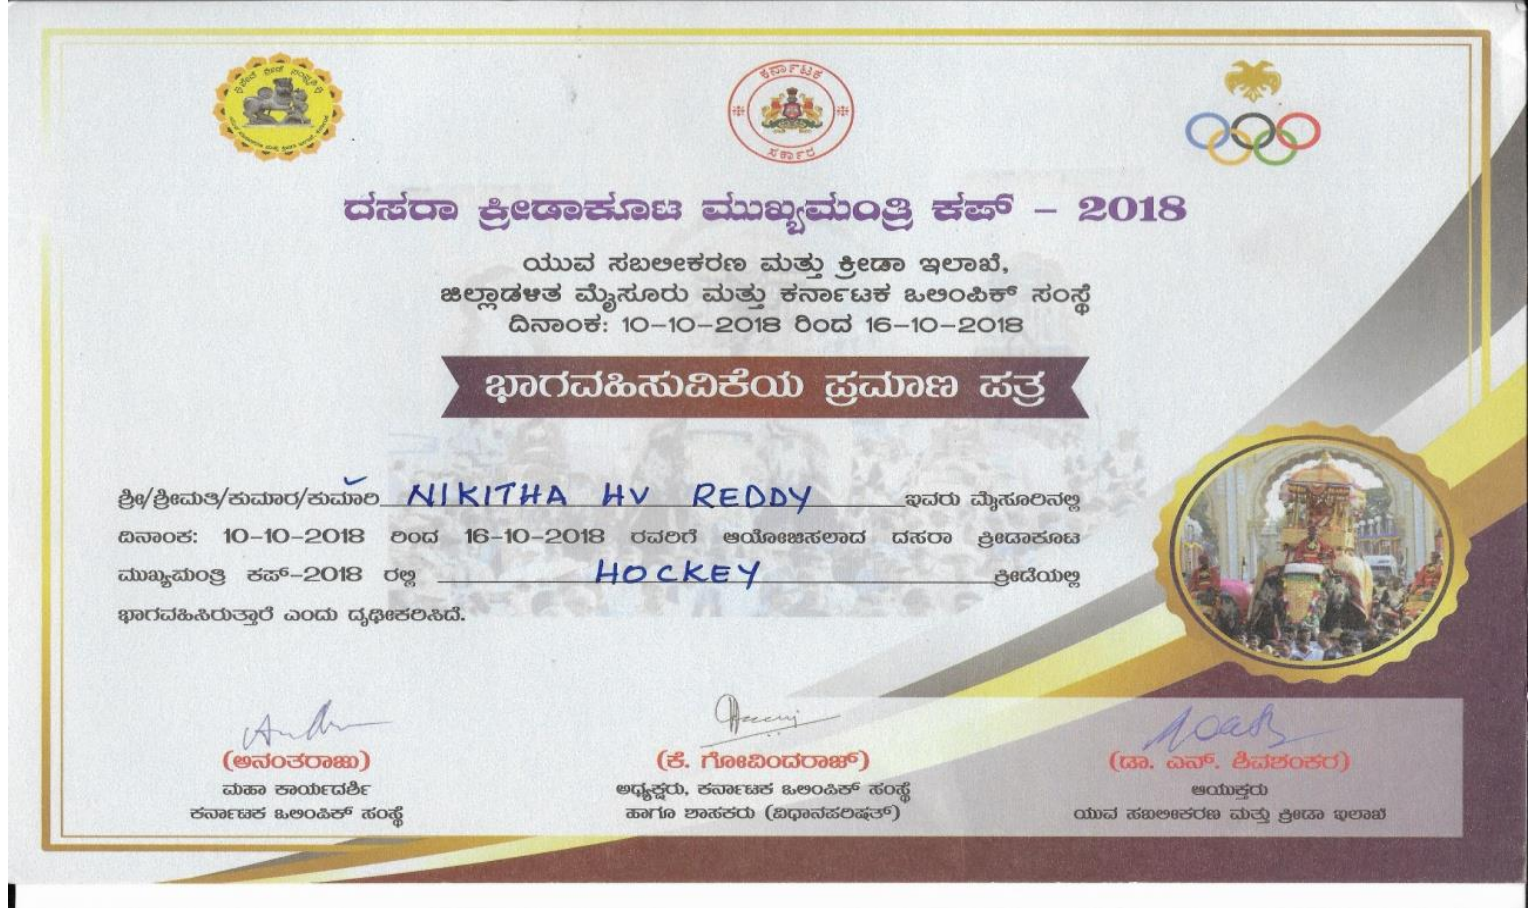 ಕರ್ನಾಟಕ
ಸರ್ಕಾರ
ದಸರಾ ಕ್ರೀಡಾಕೂಟ ಮುಖ್ಯಮಂತ್ರಿ ಕಪ್ – 2018
ಯುವ ಸಬಲೀಕರಣ ಮತ್ತು ಕ್ರೀಡಾ ಇಲಾಖೆ,
ಜಿಲ್ಲಾಡಳಿತ ಮೈಸೂರು ಮತ್ತು ಕರ್ನಾಟಕ ಒಲಿಂಪಿಕ್ ಸಂಸ್ಥೆ
ದಿನಾಂಕ: 10-10-2018 ರಿಂದ 16-10-2018
ಭಾಗವಹಿಸುವಿಕೆಯ ಪ್ರಮಾಣ ಪತ್ರ
ಶ್ರೀ/ಶ್ರೀಮತಿ/ಕುಮಾರ/ಕುಮಾರಿ NIKITHA HV REDDY ಇವರು ಮೈಸೂರಿನಲ್ಲಿ
ದಿನಾಂಕ: 10-10-2018 ರಿಂದ 16-10-2018 ರವರೆಗೆ ಆಯೋಜಿಸಲಾದ ದಸರಾ ಕ್ರೀಡಾಕೂಟ
ಮುಖ್ಯಮಂತ್ರಿ ಕಪ್-2018 ರಲ್ಲಿ HOCKEY ಕ್ರೀಡೆಯಲ್ಲಿ
ಭಾಗವಹಿಸಿರುತ್ತಾರೆ ಎಂದು ದೃಢೀಕರಿಸಿದೆ.
(ಅನಂತರಾಜು)
ಮಹಾ ಕಾರ್ಯದರ್ಶಿ
ಕರ್ನಾಟಕ ಒಲಿಂಪಿಕ್ ಸಂಸ್ಥೆ
(ಕೆ. ಗೋವಿಂದರಾಜ್)
ಅಧ್ಯಕ್ಷರು, ಕರ್ನಾಟಕ ಒಲಿಂಪಿಕ್ ಸಂಸ್ಥೆ
ಹಾಗೂ ಶಾಸಕರು (ವಿಧಾನಪರಿಷತ್)
(ಡಾ. ಎನ್. ಶಿವಶಂಕರ)
ಆಯುಕ್ತರು
ಯುವ ಸಬಲೀಕರಣ ಮತ್ತು ಕ್ರೀಡಾ ಇಲಾಖೆ